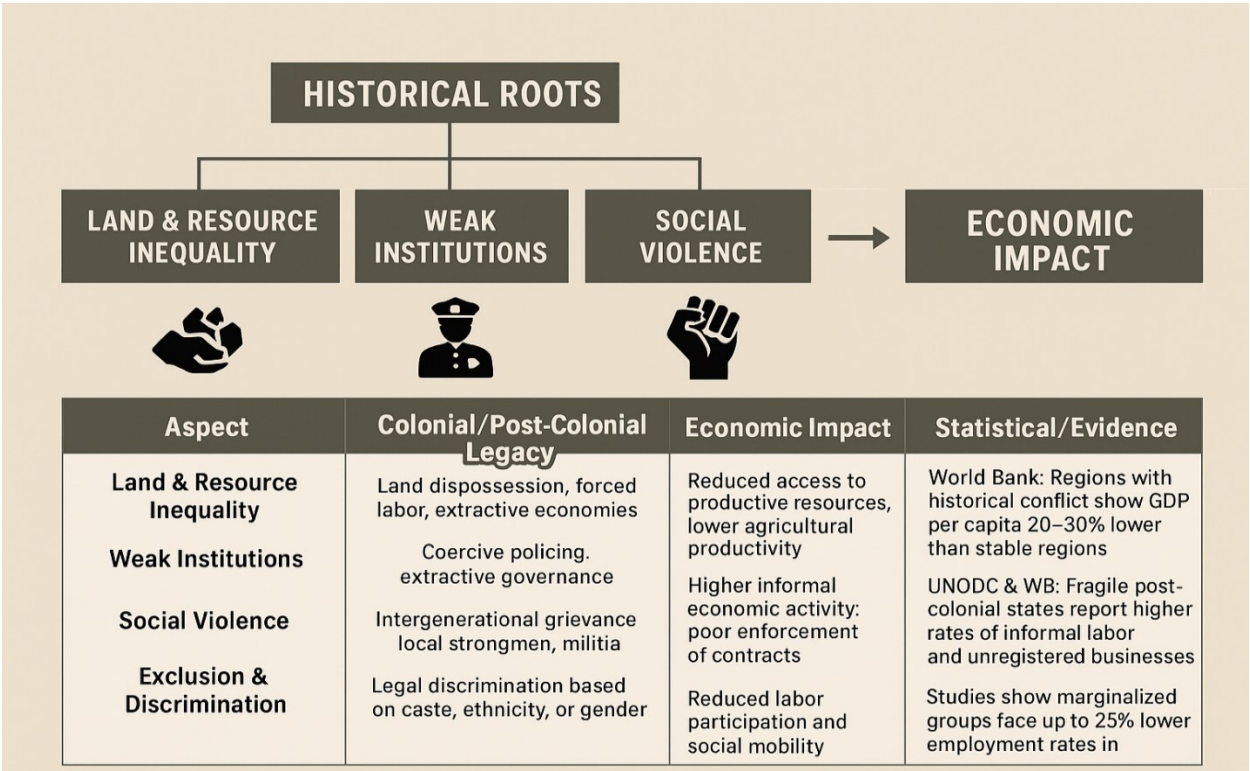 HISTORICAL ROOTS
LAND & RESOURCE
INEQUALITY
WEAK
INSTITUTIONS
SOCIAL
VIOLENCE
ECONOMIC
IMPACT
Aspect
Colonial/Post-Colonial
Legacy
Economic Impact
Statistical/Evidence
Land & Resource
Inequality
Weak Institutions
Social Violence
Exclusion &
Discrimination
Land dispossession, forced
labor, extractive economies
Coercive policing.
extractive governance
Intergenerational grievance
local strongmen, militia
Legal discrimination based
on caste, ethnicity, or gender
Reduced access to
productive resources,
lower agricultural
productivity
Higher informal
economic activity:
poor enforcement
of contracts
Reduced labor
participation and
social mobility
World Bank: Regions with
historical conflict show GDP
per capita 20–30% lower
than stable regions
UNODC & WB: Fragile post-
colonial states report higher
rates of informal labor
and unregistered businesses
Studies show marginalized
groups face up to 25% lower
employment rates in